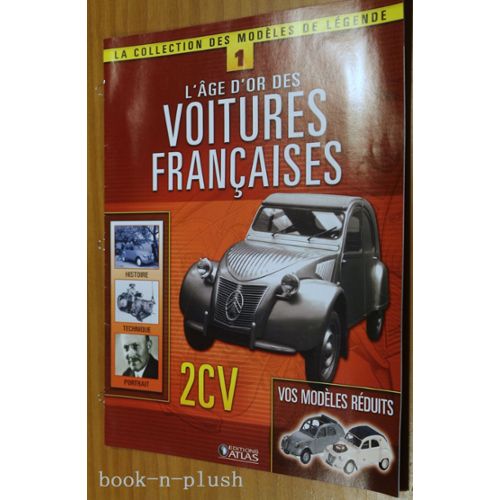 LA COLLECTION DES MODÈLES DE LÉGENDE
1
L'ÂGE D'OR DES
VOITURES
FRANÇAISES
HISTOIRE
TECHNIQUE
PORTRAIT
2CV
VOS MODÈLES RÉDUITS
EDITIONS
ATLAS
book-n-plush